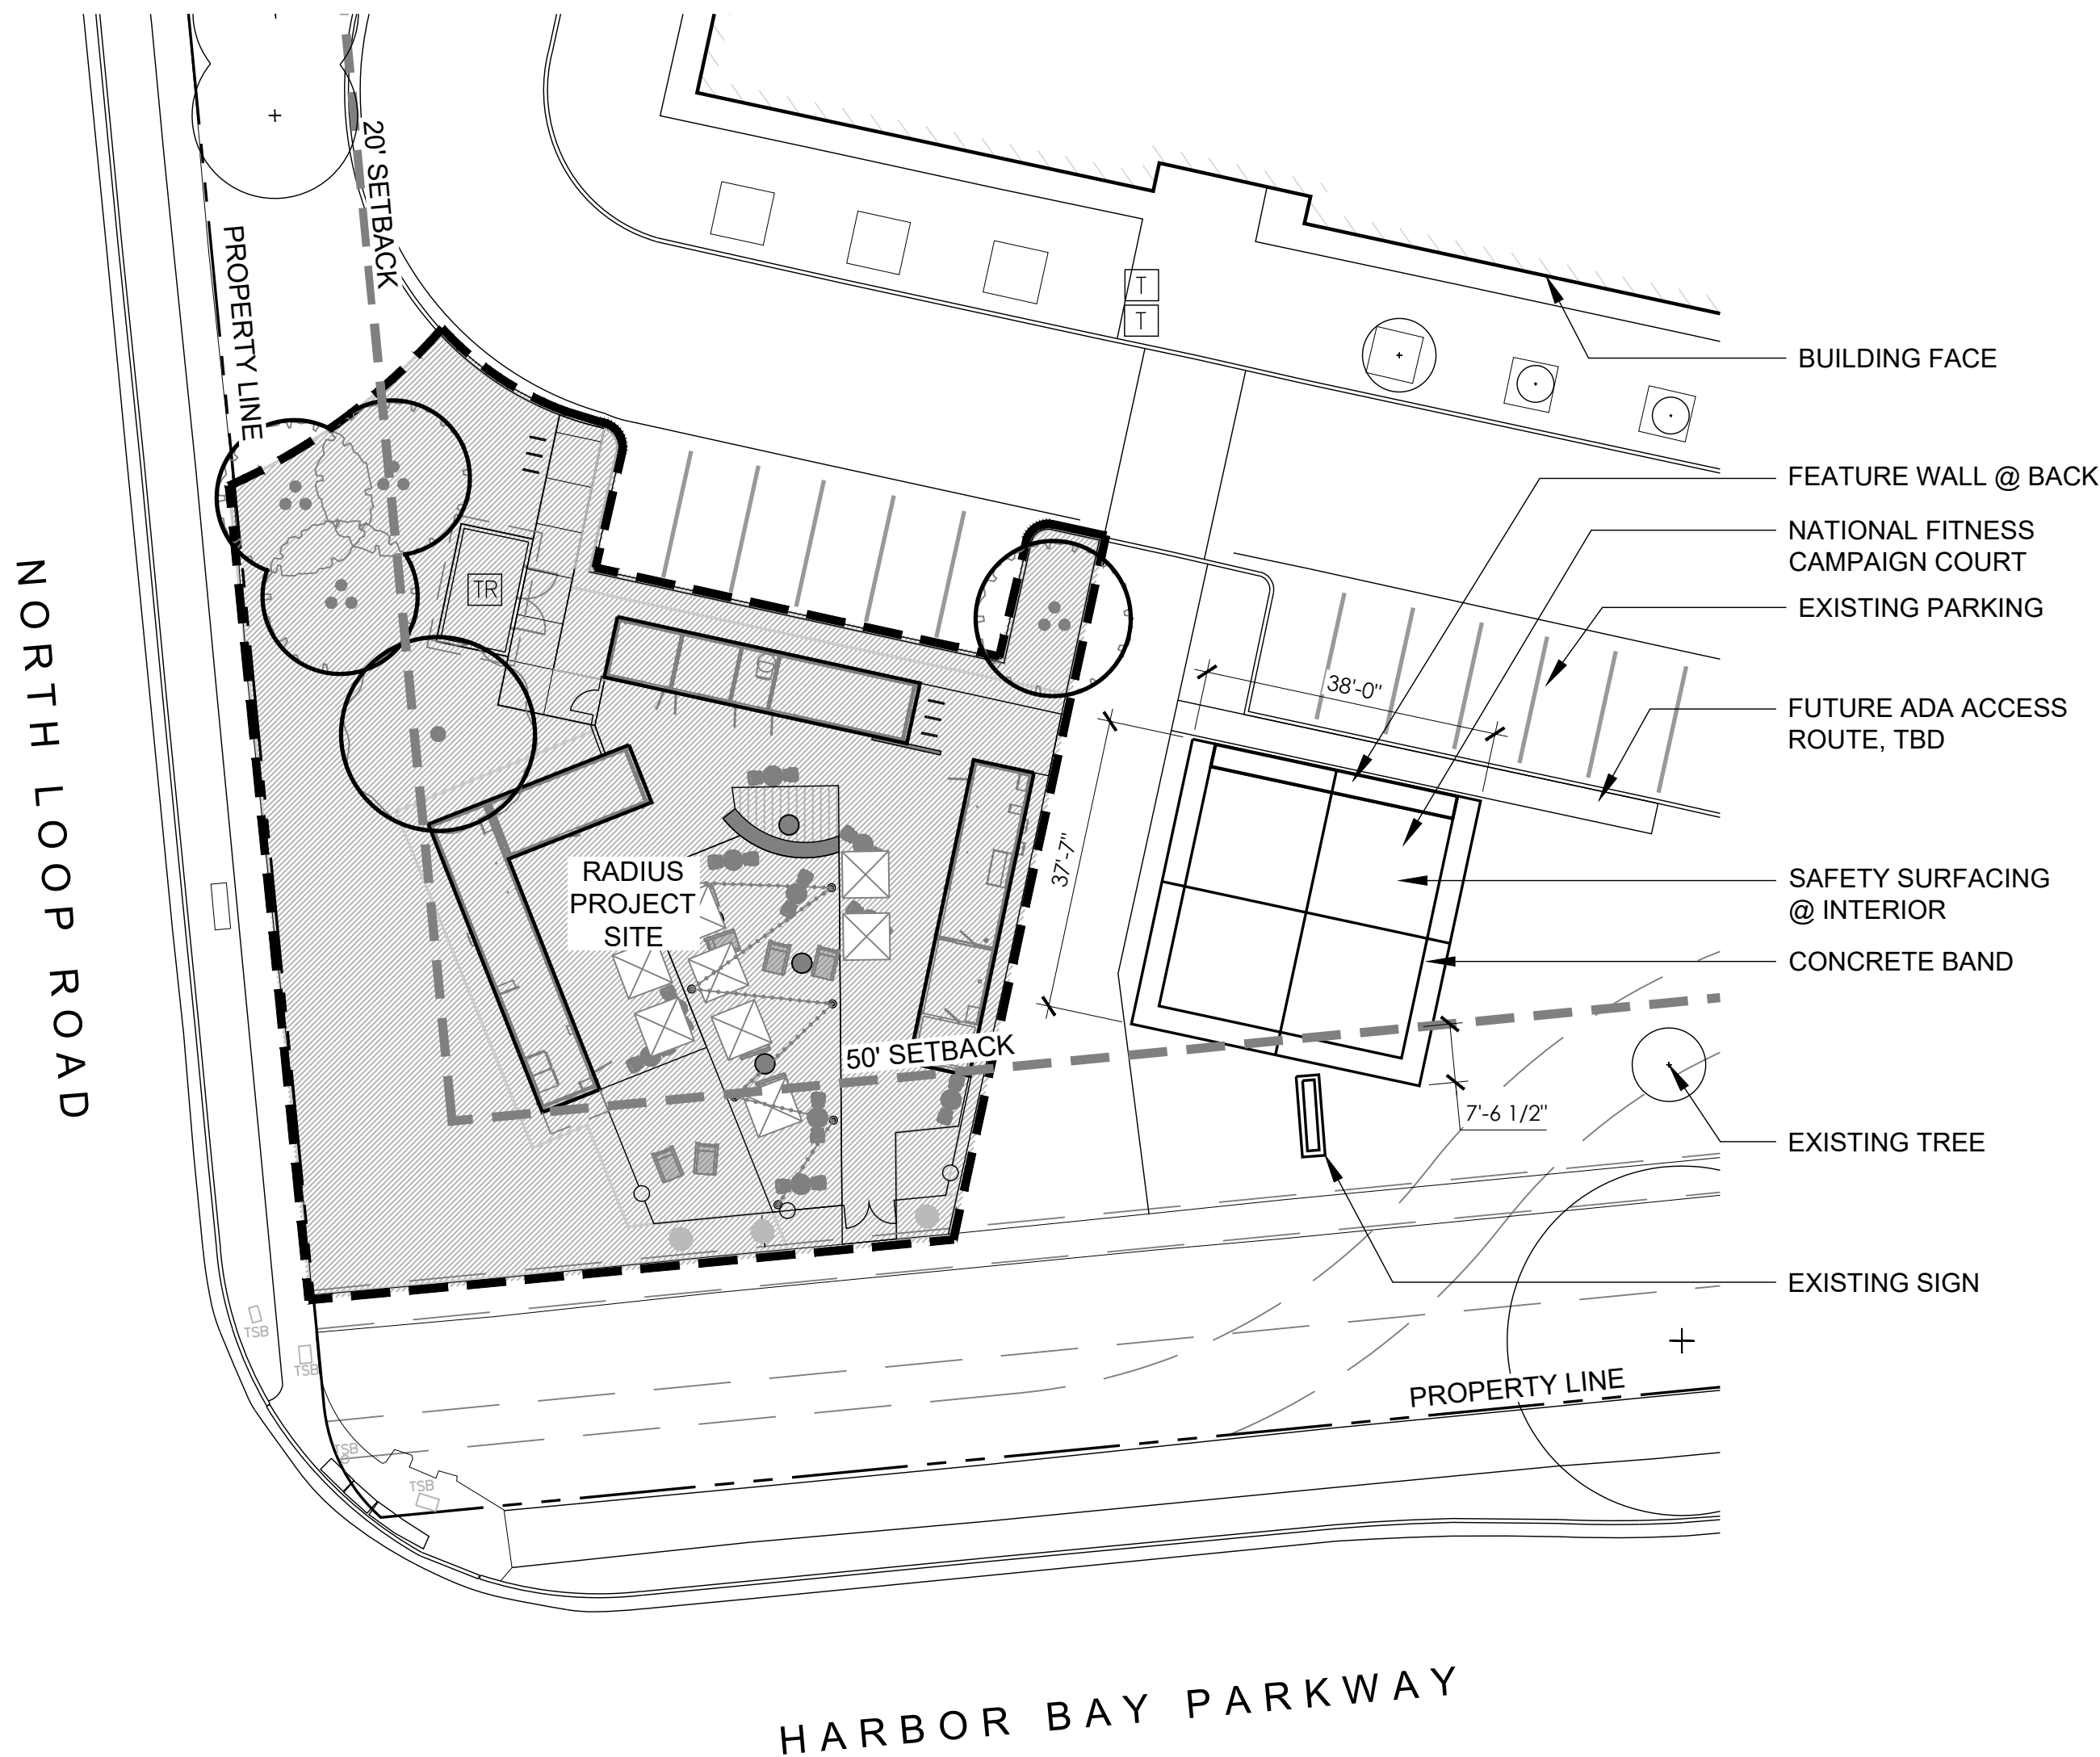 20' SETBACK
PROPERTY LINE
T
T
BUILDING FACE
FEATURE WALL @ BACK
NATIONAL FITNESS
CAMPAIGN COURT
EXISTING PARKING
FUTURE ADA ACCESS
ROUTE, TBD
SAFETY SURFACING
@ INTERIOR
CONCRETE BAND
EXISTING TREE
EXISTING SIGN
TR
38'-0"
37'-7"
7'-6 1/2"
RADIUS
PROJECT
SITE
50' SETBACK
NORTH LOOP ROAD
TSB
TSB
TSB
TSB
PROPERTY LINE
HARBOR BAY PARKWAY